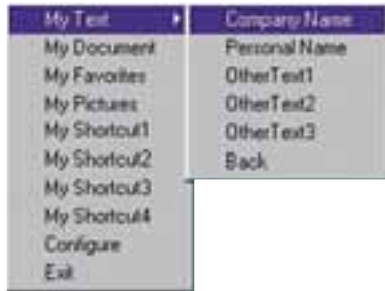 My Text
My Document
My Favorites
My Pictures
My Shortcut1
My Shortcut2
My Shortcut3
My Shortcut4
Configure
Exit
Company Name
Personal Name
OtherText1
OtherText2
OtherText3
Back